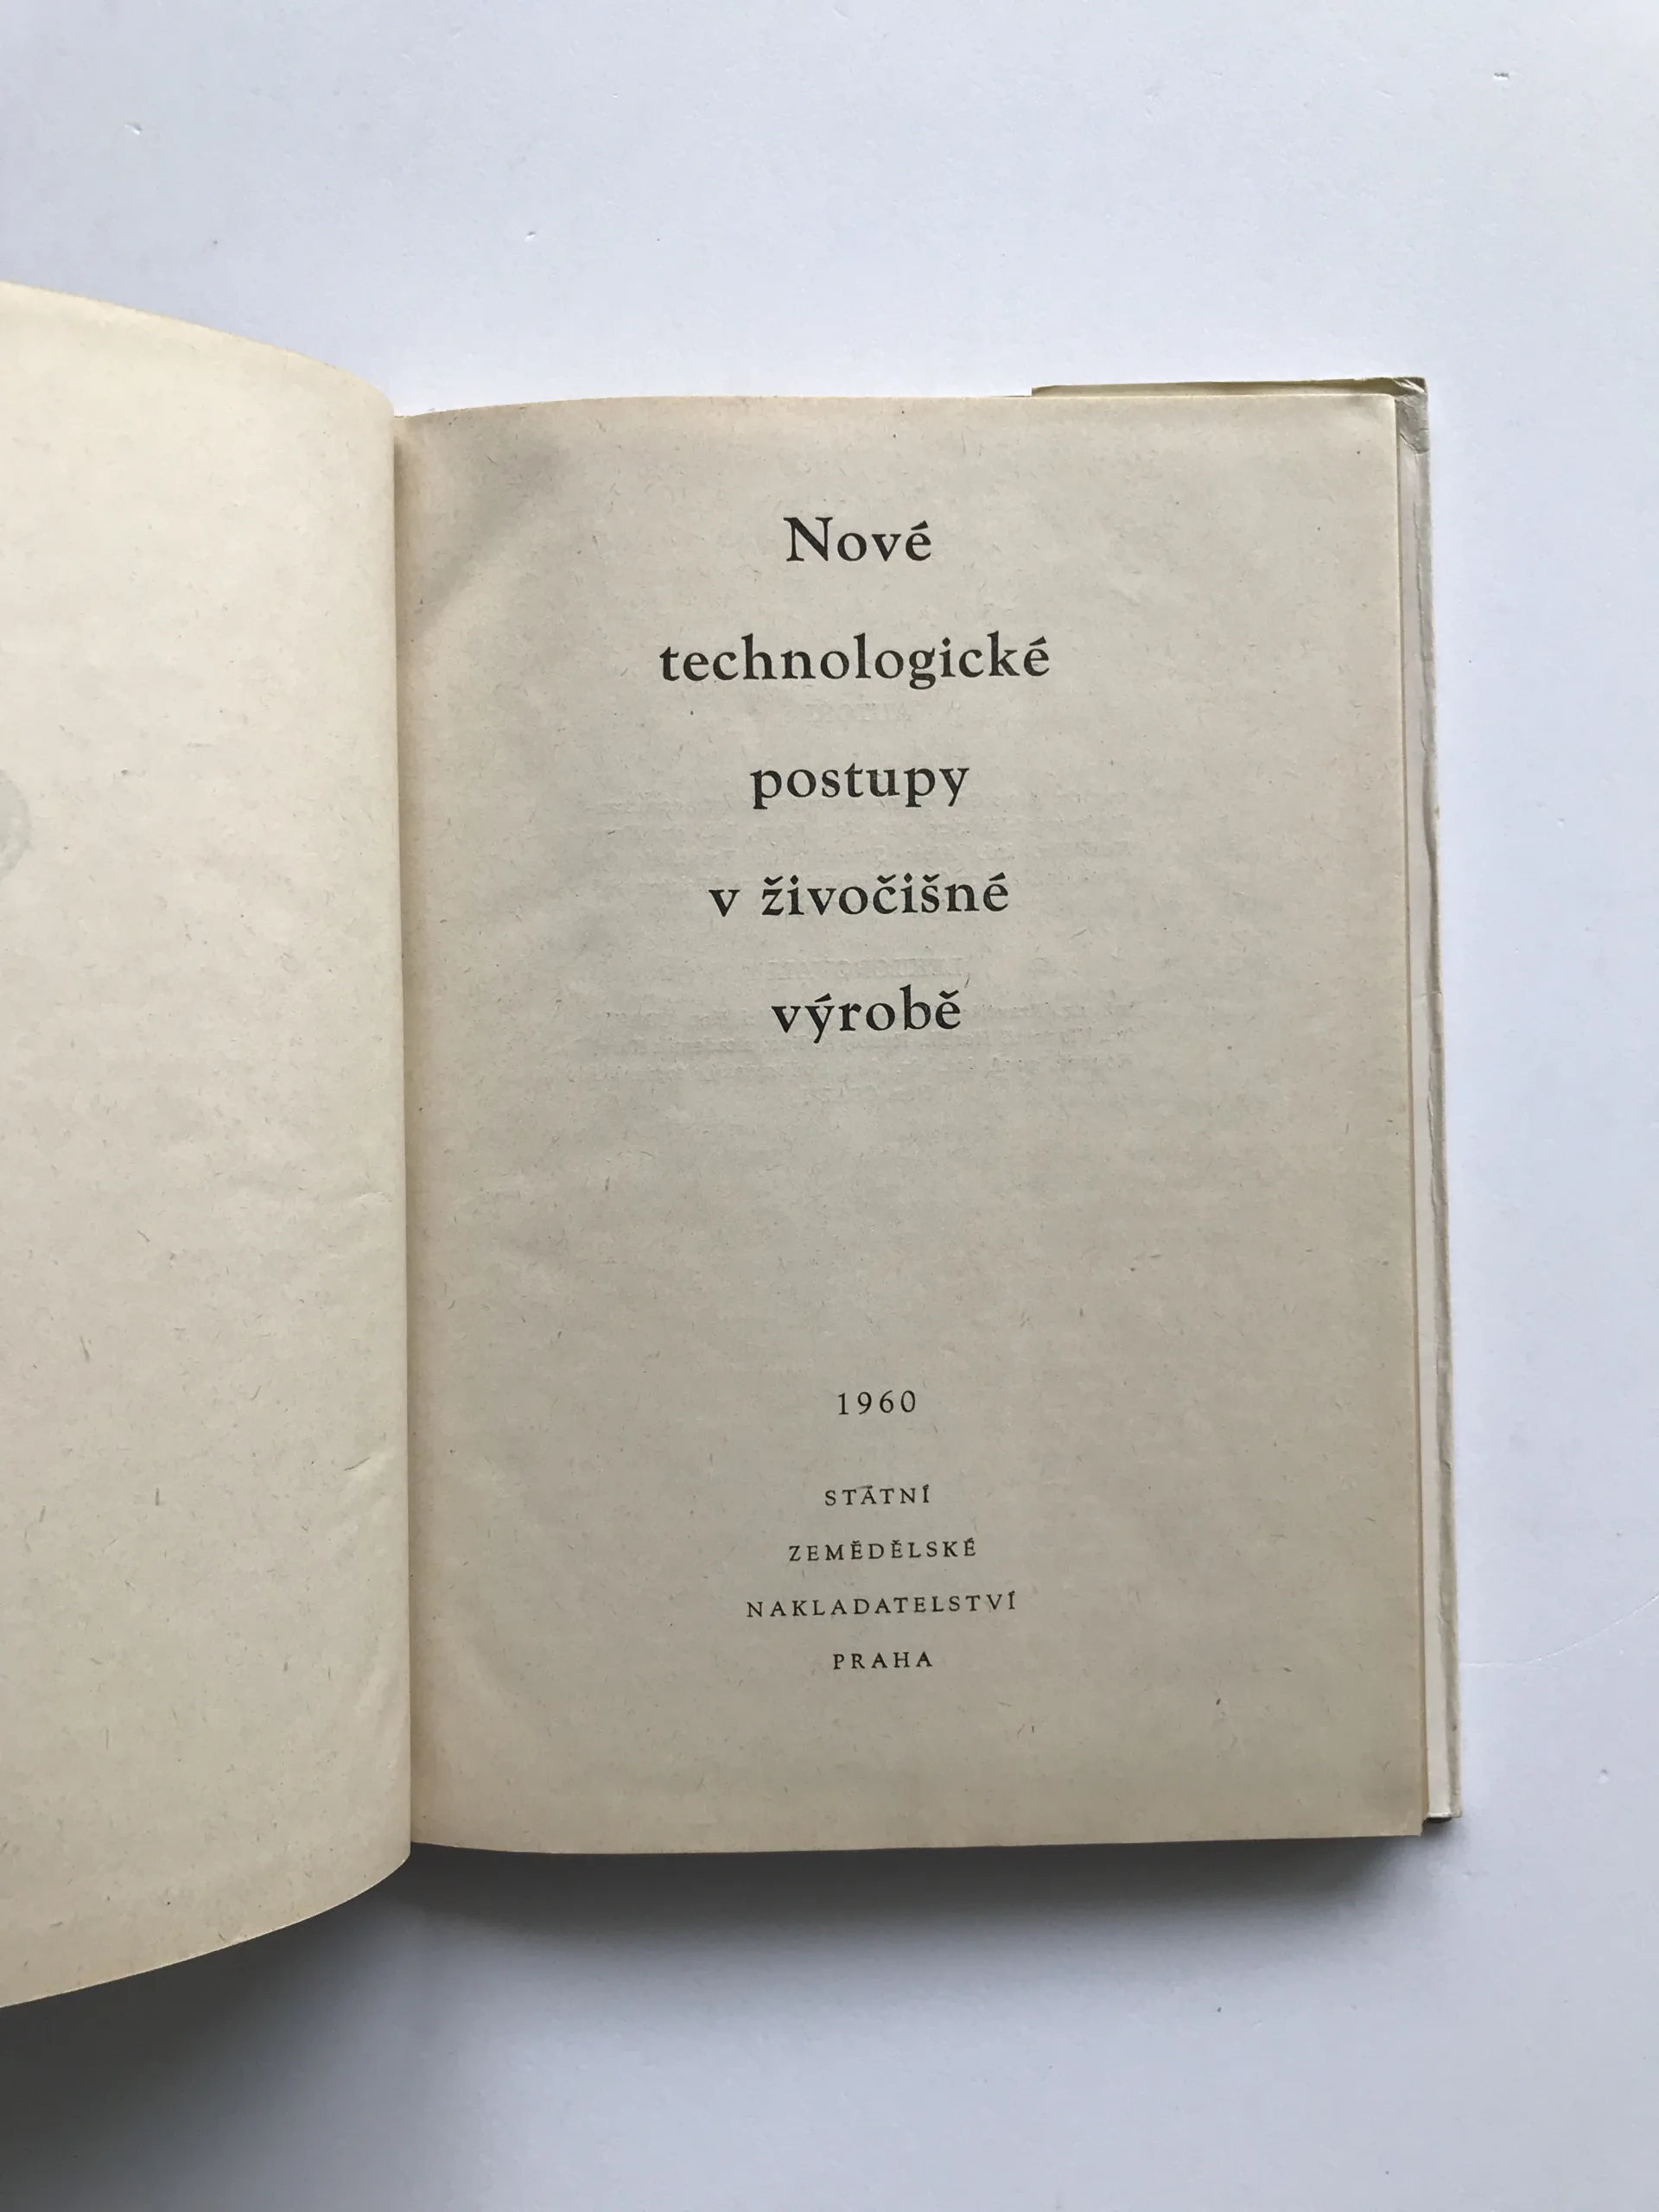 Nové
technologické
postupy
v živočišné
výrobě
1960
STÁTNÍ
ZEMĚDĚLSKÉ
NAKLADATELSTVÍ
PRAHA